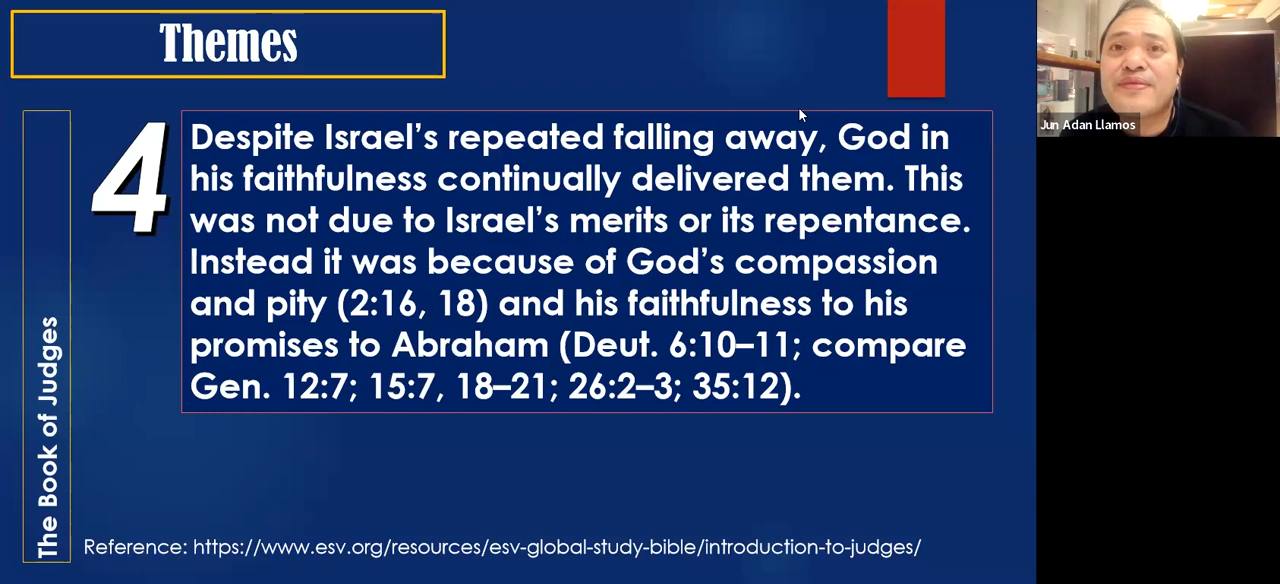 Themes
4
Despite Israel’s repeated falling away, God in
his faithfulness continually delivered them. This
was not due to Israel’s merits or its repentance.
Instead it was because of God’s compassion
and pity (2:16, 18) and his faithfulness to his
promises to Abraham (Deut. 6:10–11; compare
Gen. 12:7; 15:7, 18–21; 26:2–3; 35:12).
The Book of Judges
Reference: https://www.esv.org/resources/esv-global-study-bible/introduction-to-judges/
Jun Adan Llamos